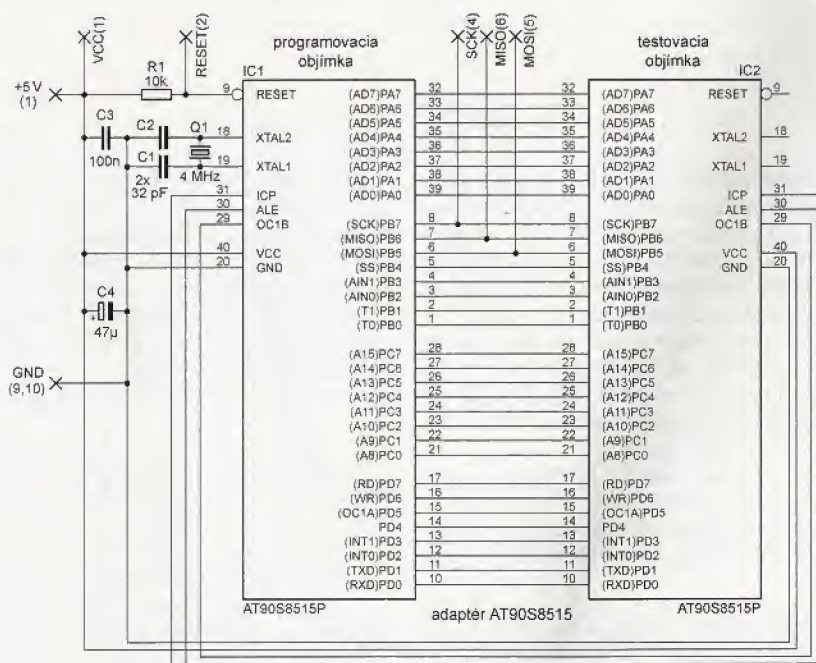 VCC(1)
RESET(2)
programovacia
objímka
SCK(4)
MISO(6)
MOSI(5)
testovacia
objímka
R1
10k
IC1
IC2
+5V
(1)
9
RESET
(AD7)PA7
32
32
(AD7)PA7
RESET
9
(AD6)PA6
33
33
(AD6)PA6
(AD5)PA5
34
34
(AD5)PA5
C3
C2
Q1
18
XTAL2
(AD4)PA4
35
35
(AD4)PA4
XTAL2
18
100n
(AD3)PA3
36
36
(AD3)PA3
C1
19
XTAL1
(AD2)PA2
37
37
(AD2)PA2
XTAL1
19
2x
32 pF
4 MHz
(AD1)PA1
38
38
(AD1)PA1
31
ICP
(AD0)PA0
39
39
(AD0)PA0
ICP
31
30
ALE
ALE
30
29
OC1B
(SCK)PB7
8
8
(SCK)PB7
OC1B
29
(MISO)PB6
7
7
(MISO)PB6
40
VCC
(MOSI)PB5
6
6
(MOSI)PB5
VCC
40
20
GND
(SS)PB4
5
5
(SS)PB4
GND
20
(AIN1)PB3
4
4
(AIN1)PB3
C4
(AIN0)PB2
3
3
(AIN0)PB2
+
(T1)PB1
2
2
(T1)PB1
47µ
(T0)PB0
1
1
(T0)PB0
(A15)PC7
28
28
(A15)PC7
GND
(9,10)
(A14)PC6
27
27
(A14)PC6
(A13)PC5
26
26
(A13)PC5
(A12)PC4
25
25
(A12)PC4
(A11)PC3
24
24
(A11)PC3
(A10)PC2
23
23
(A10)PC2
(A9)PC1
22
22
(A9)PC1
(A8)PC0
21
21
(A8)PC0
(RD)PD7
17
17
(RD)PD7
(WR)PD6
16
16
(WR)PD6
(OC1A)PD5
15
15
(OC1A)PD5
PD4
14
14
PD4
(INT1)PD3
13
13
(INT1)PD3
(INT0)PD2
12
12
(INT0)PD2
(TXD)PD1
11
11
(TXD)PD1
(RXD)PD0
10
10
(RXD)PD0
AT90S8515P
adaptér AT90S8515
AT90S8515P